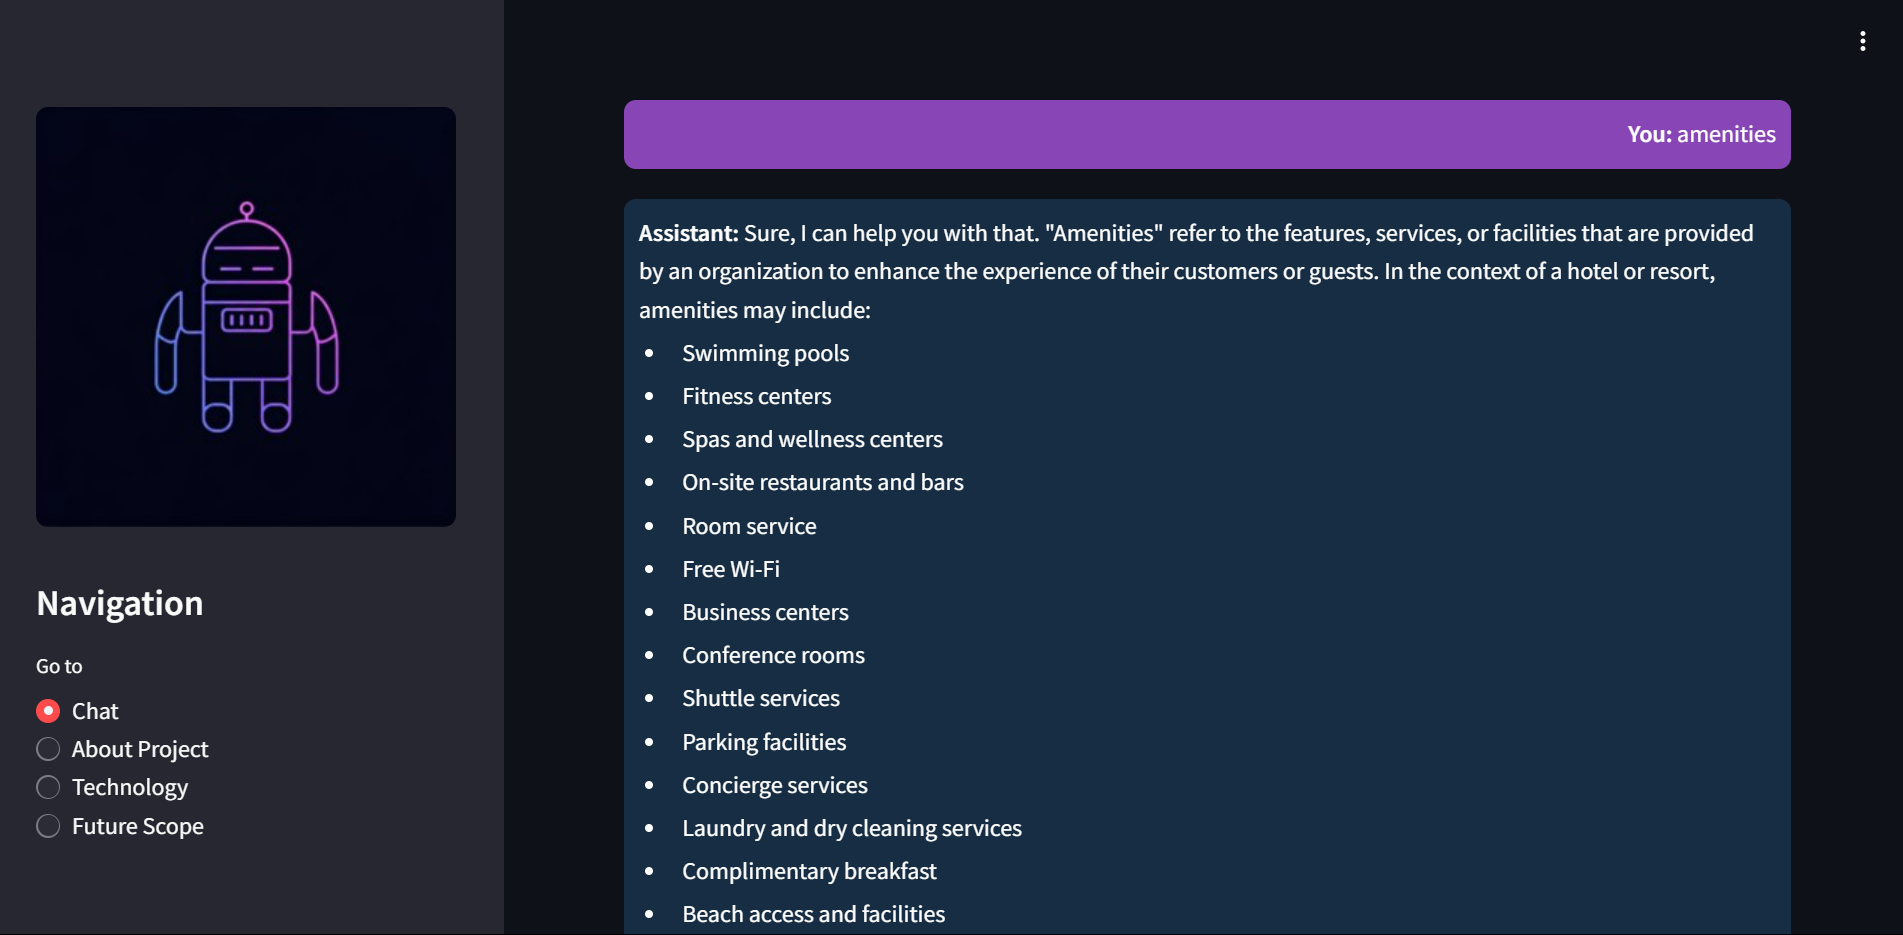 You: amenities
Assistant: Sure, I can help you with that. "Amenities" refer to the features, services, or facilities that are provided
by an organization to enhance the experience of their customers or guests. In the context of a hotel or resort,
amenities may include:
• Swimming pools
• Fitness centers
• Spas and wellness centers
• On-site restaurants and bars
• Room service
• Free Wi-Fi
• Business centers
• Conference rooms
• Shuttle services
• Parking facilities
• Concierge services
• Laundry and dry cleaning services
• Complimentary breakfast
• Beach access and facilities
Navigation
Go to
Chat
About Project
Technology
Future Scope